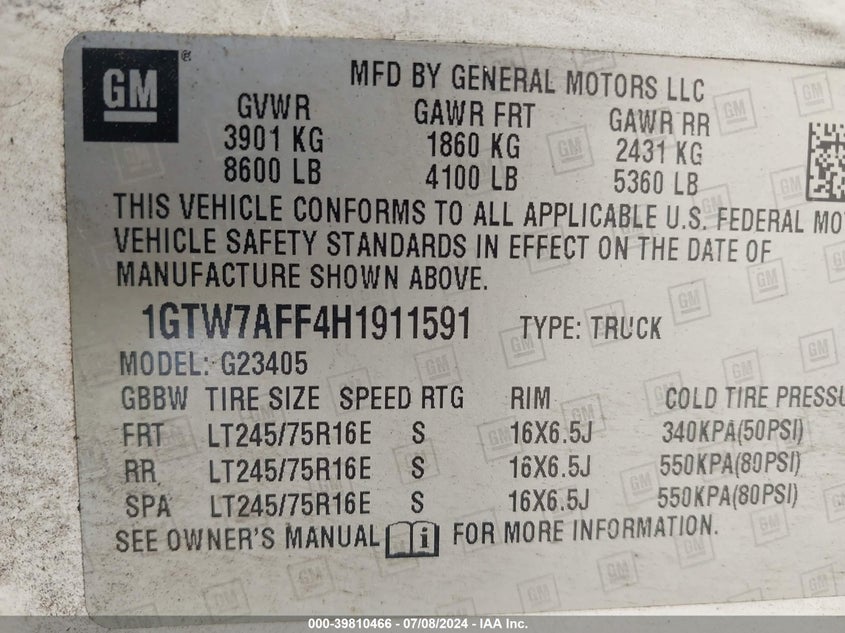 GM ®
MFD BY GENERAL MOTORS LLC
GVWR GAWR FRT GAWR RR
3901 KG 1860 KG 2431 KG
8600 LB 4100 LB 5360 LB
THIS VEHICLE CONFORMS TO ALL APPLICABLE U.S. FEDERAL MO
VEHICLE SAFETY STANDARDS IN EFFECT ON THE DATE OF
MANUFACTURE SHOWN ABOVE.
1GTW7AFF4H1911591 TYPE: TRUCK
MODEL: G23405
GBBW TIRE SIZE SPEED RTG RIM COLD TIRE PRESSU
FRT LT245/75R16E S 16X6.5J 340KPA(50PSI)
RR LT245/75R16E S 16X6.5J 550KPA(80PSI)
SPA LT245/75R16E S 16X6.5J 550KPA(80PSI)
SEE OWNER'S MANUAL i FOR MORE INFORMATION.
000-39810466 - 07/08/2024 - IAA Inc.